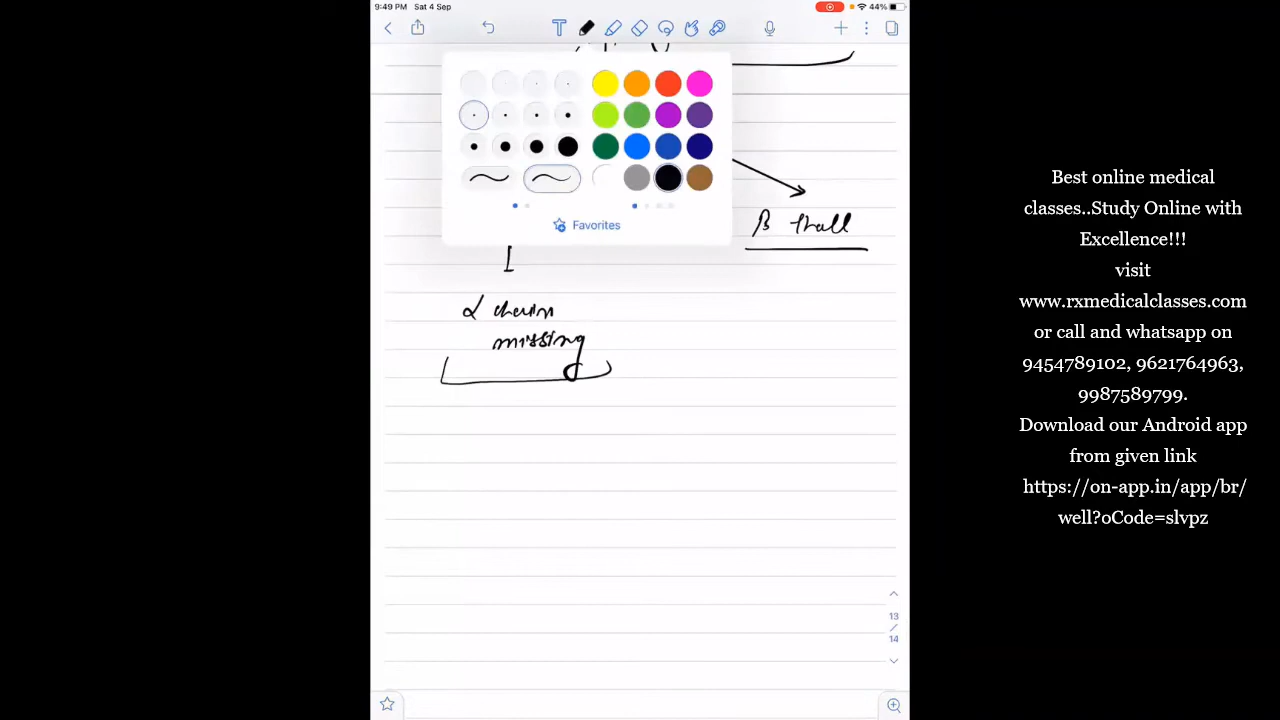 9:49 PM Sat 4 Sep
44%
T
Favorites
β thall
α chain
missing
13
/
14
Best online medical
classes..Study Online with
Excellence!!!
visit
www.rxmedicalclasses.com
or call and whatsapp on
9454789102, 9621764963,
9987589799.
Download our Android app
from given link
https://on-app.in/app/br/
well?oCode=slvpz